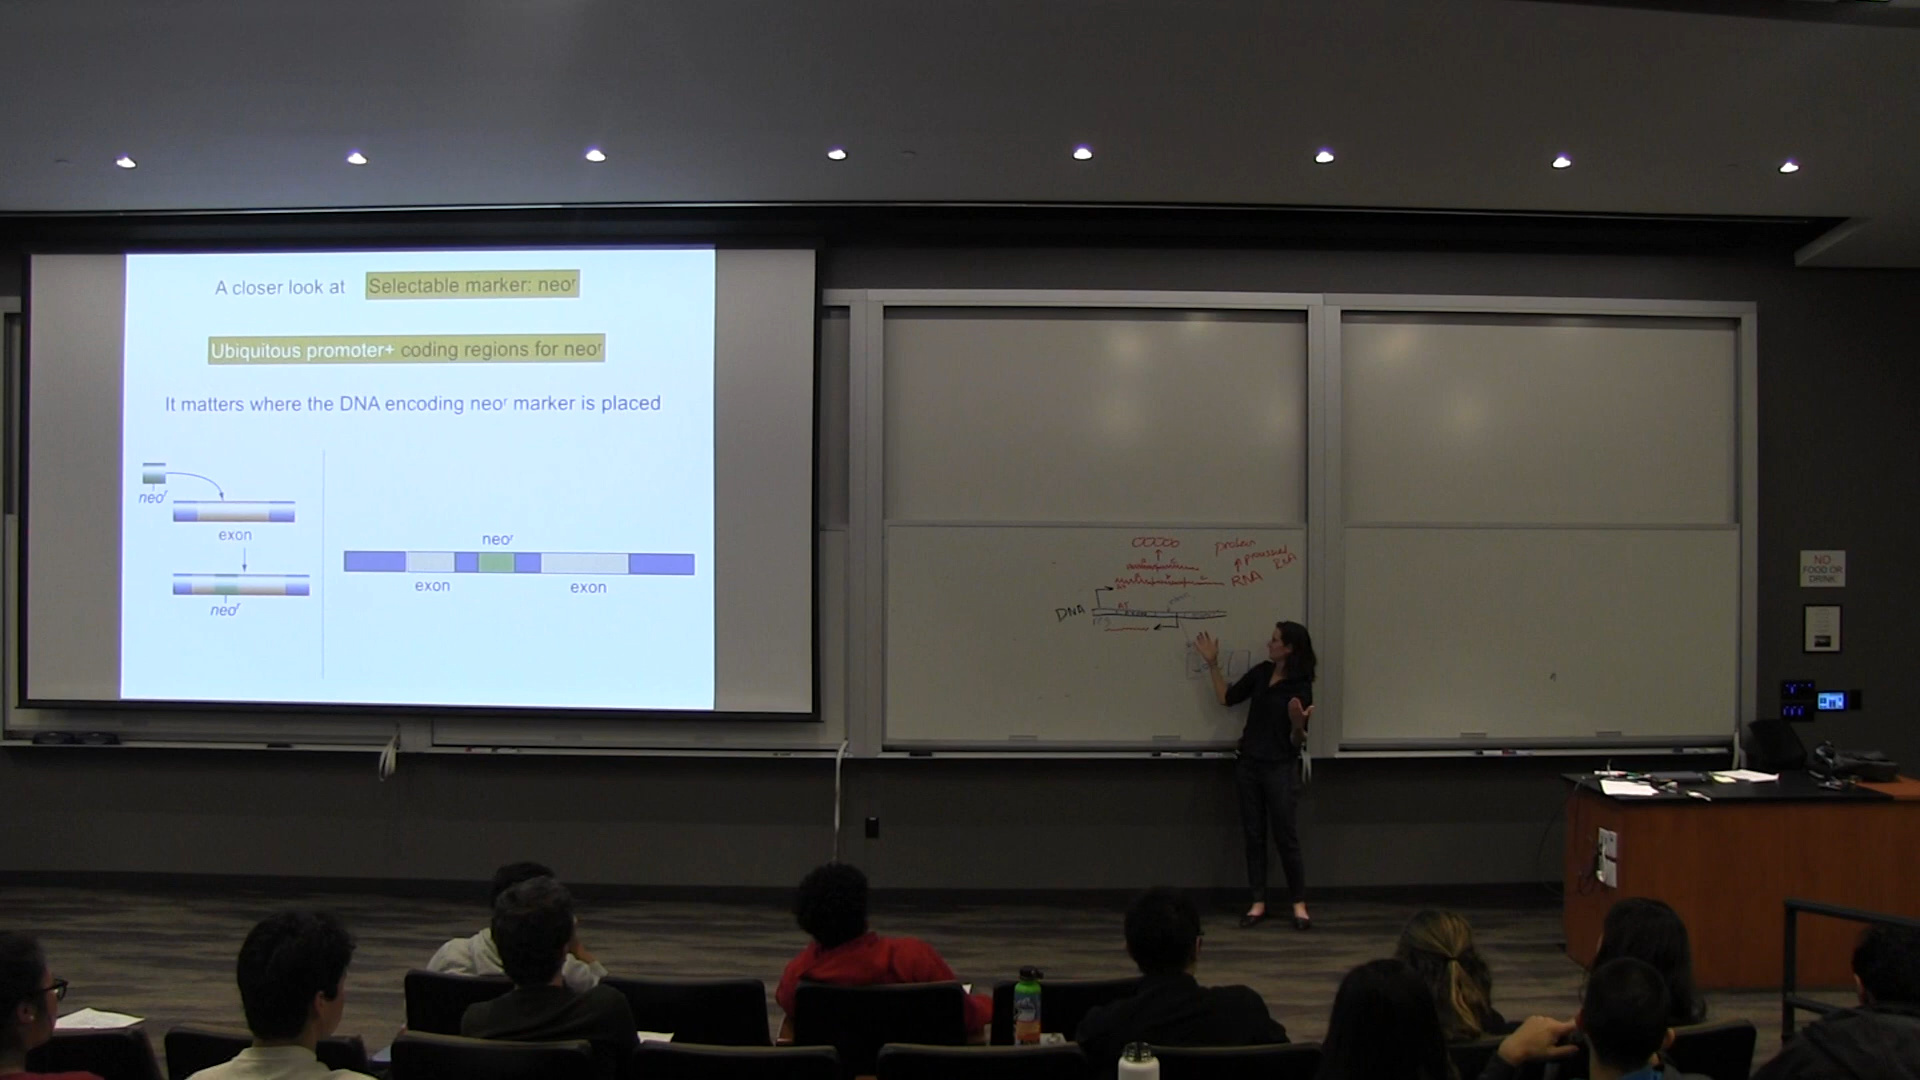 A closer look at Selectable marker: neoʳ
Ubiquitous promoter+ coding regions for neoʳ
It matters where the DNA encoding neoʳ marker is placed
neoʳ
exon
neoʳ
neoʳ
exon
exon
protein
processed
RNA
RNA
DNA
NO
FOOD OR
DRINK